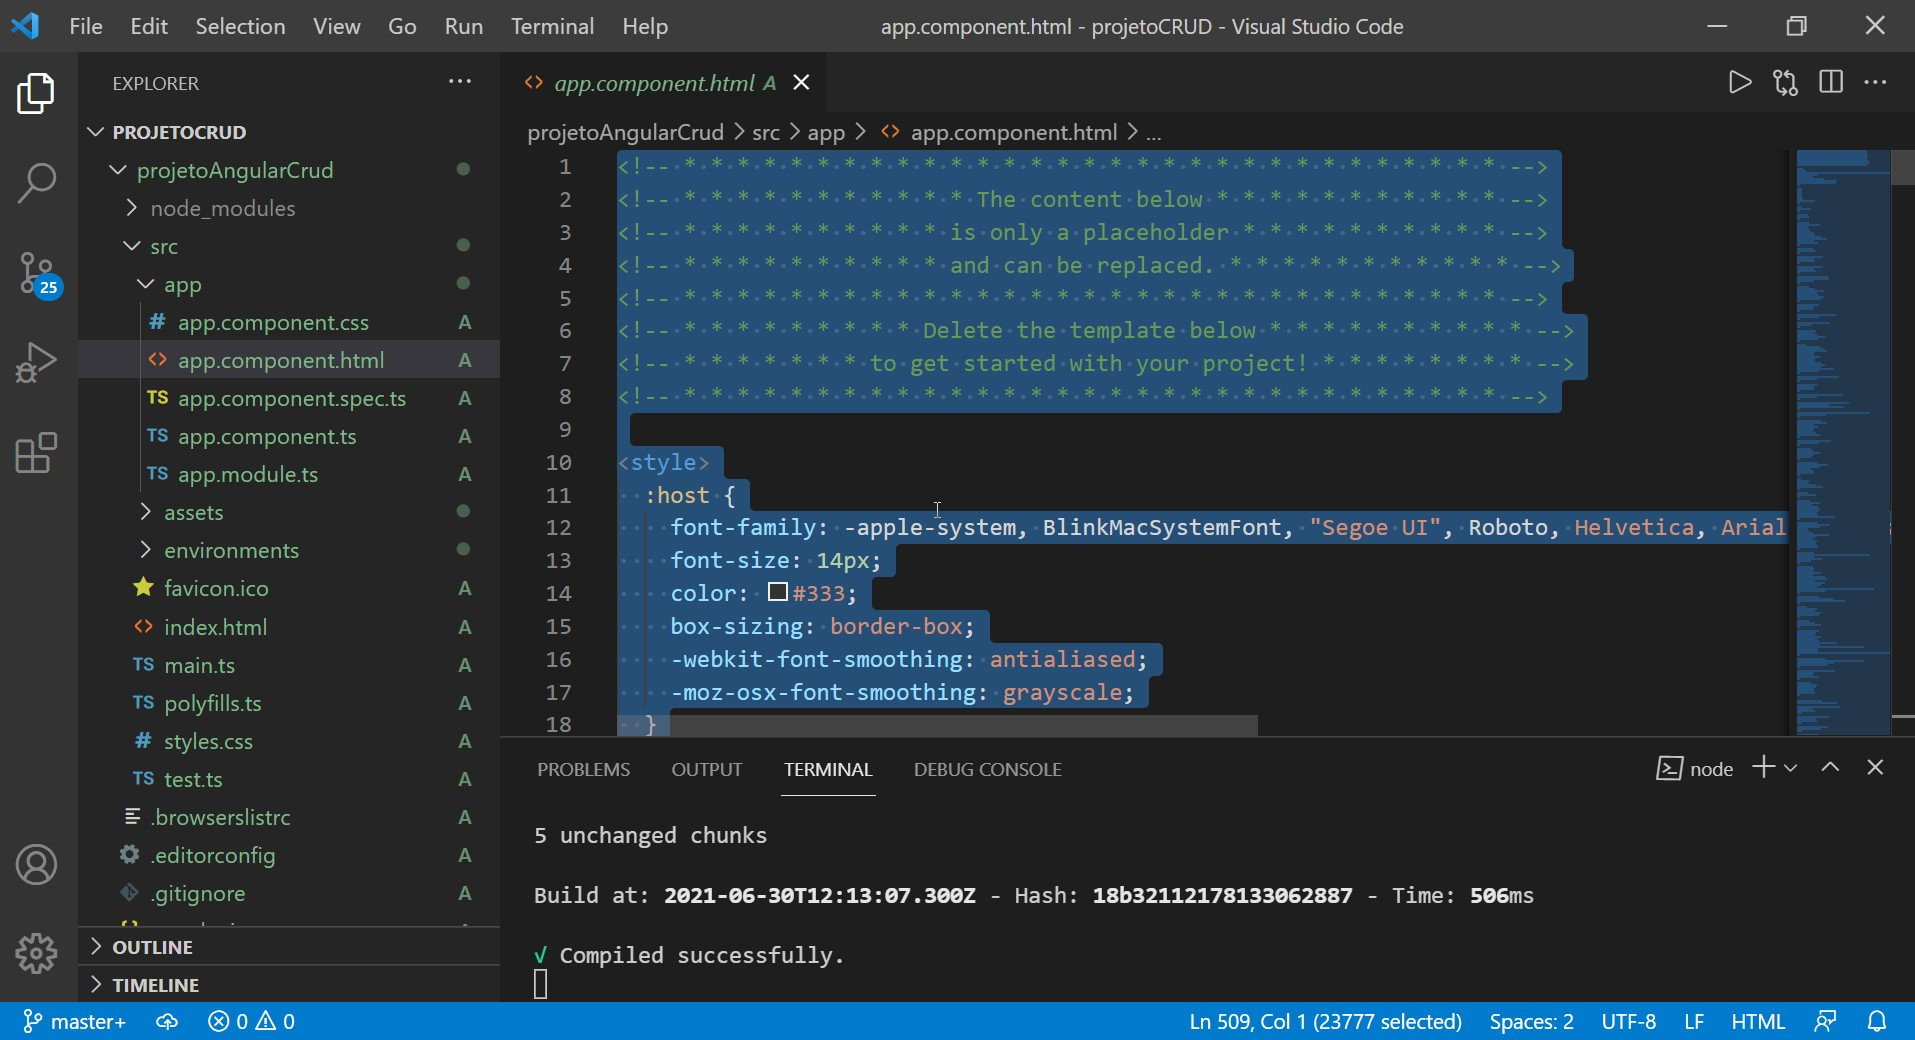 File Edit Selection View Go Run Terminal Help app.component.html - projetoCRUD - Visual Studio Code
EXPLORER
PROJETOCRUD
projetoAngularCrud
node_modules
src
app
# app.component.css A
<> app.component.html A
TS app.component.spec.ts A
TS app.component.ts A
TS app.module.ts A
assets
environments
favicon.ico A
<> index.html A
TS main.ts A
TS polyfills.ts A
# styles.css A
TS test.ts A
.browserslistrc A
.editorconfig A
.gitignore A
OUTLINE
TIMELINE
25
<> app.component.html A
projetoAngularCrud > src > app > <> app.component.html > ...
1 <!-- * * * * * * * * * * * * * * * * * * * * * * * * * * * * * * * -->
2 <!-- * * * * * * * * * * * The content below * * * * * * * * * * * -->
3 <!-- * * * * * * * * * * is only a placeholder * * * * * * * * * * -->
4 <!-- * * * * * * * * * * and can be replaced. * * * * * * * * * * * -->
5 <!-- * * * * * * * * * * * * * * * * * * * * * * * * * * * * * * * -->
6 <!-- * * * * * * * * * Delete the template below * * * * * * * * * * -->
7 <!-- * * * * * * * to get started with your project! * * * * * * * * -->
8 <!-- * * * * * * * * * * * * * * * * * * * * * * * * * * * * * * * -->
9
10 <style>
11 :host {
12 font-family: -apple-system, BlinkMacSystemFont, "Segoe UI", Roboto, Helvetica, Arial
13 font-size: 14px;
14 color: #333;
15 box-sizing: border-box;
16 -webkit-font-smoothing: antialiased;
17 -moz-osx-font-smoothing: grayscale;
18 }
PROBLEMS OUTPUT TERMINAL DEBUG CONSOLE node
5 unchanged chunks
Build at: 2021-06-30T12:13:07.300Z - Hash: 18b32112178133062887 - Time: 506ms
√ Compiled successfully.
master+ 0 0 Ln 509, Col 1 (23777 selected) Spaces: 2 UTF-8 LF HTML